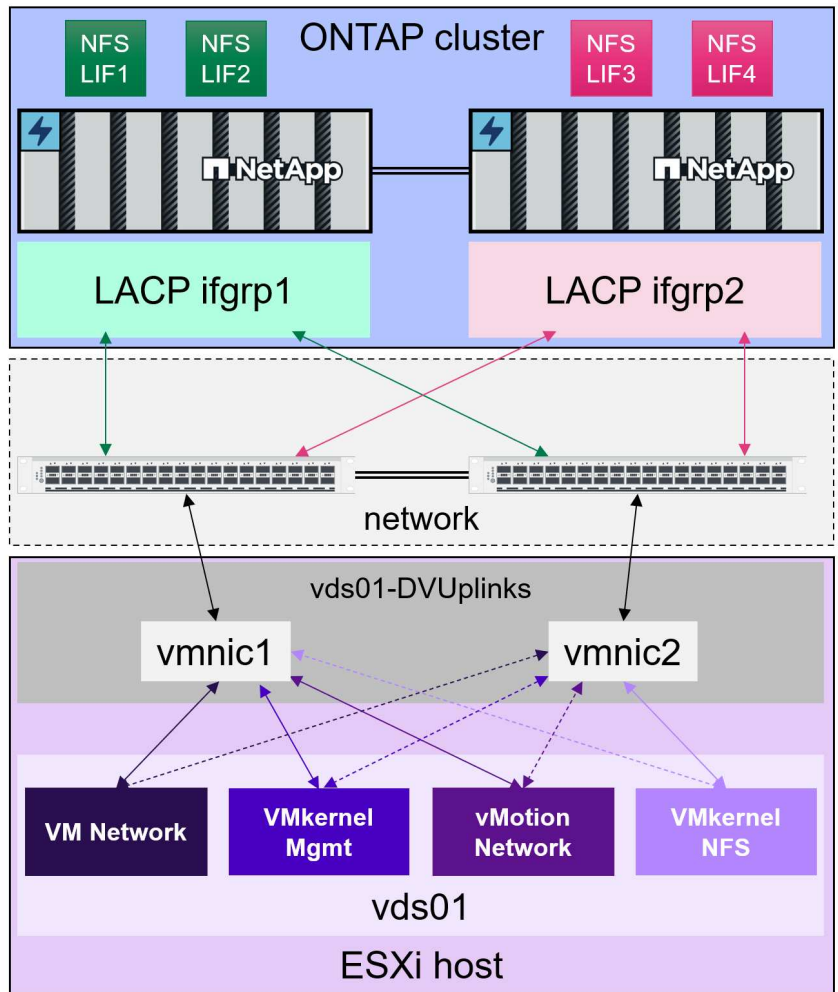 ONTAP cluster
NFS
LIF1
NFS
LIF2
NFS
LIF3
NFS
LIF4
NetApp
NetApp
LACP ifgrp1
LACP ifgrp2
network
vds01-DVUplinks
vmnic1
vmnic2
VM Network
VMkernel
Mgmt
vMotion
Network
VMkernel
NFS
vds01
ESXi host